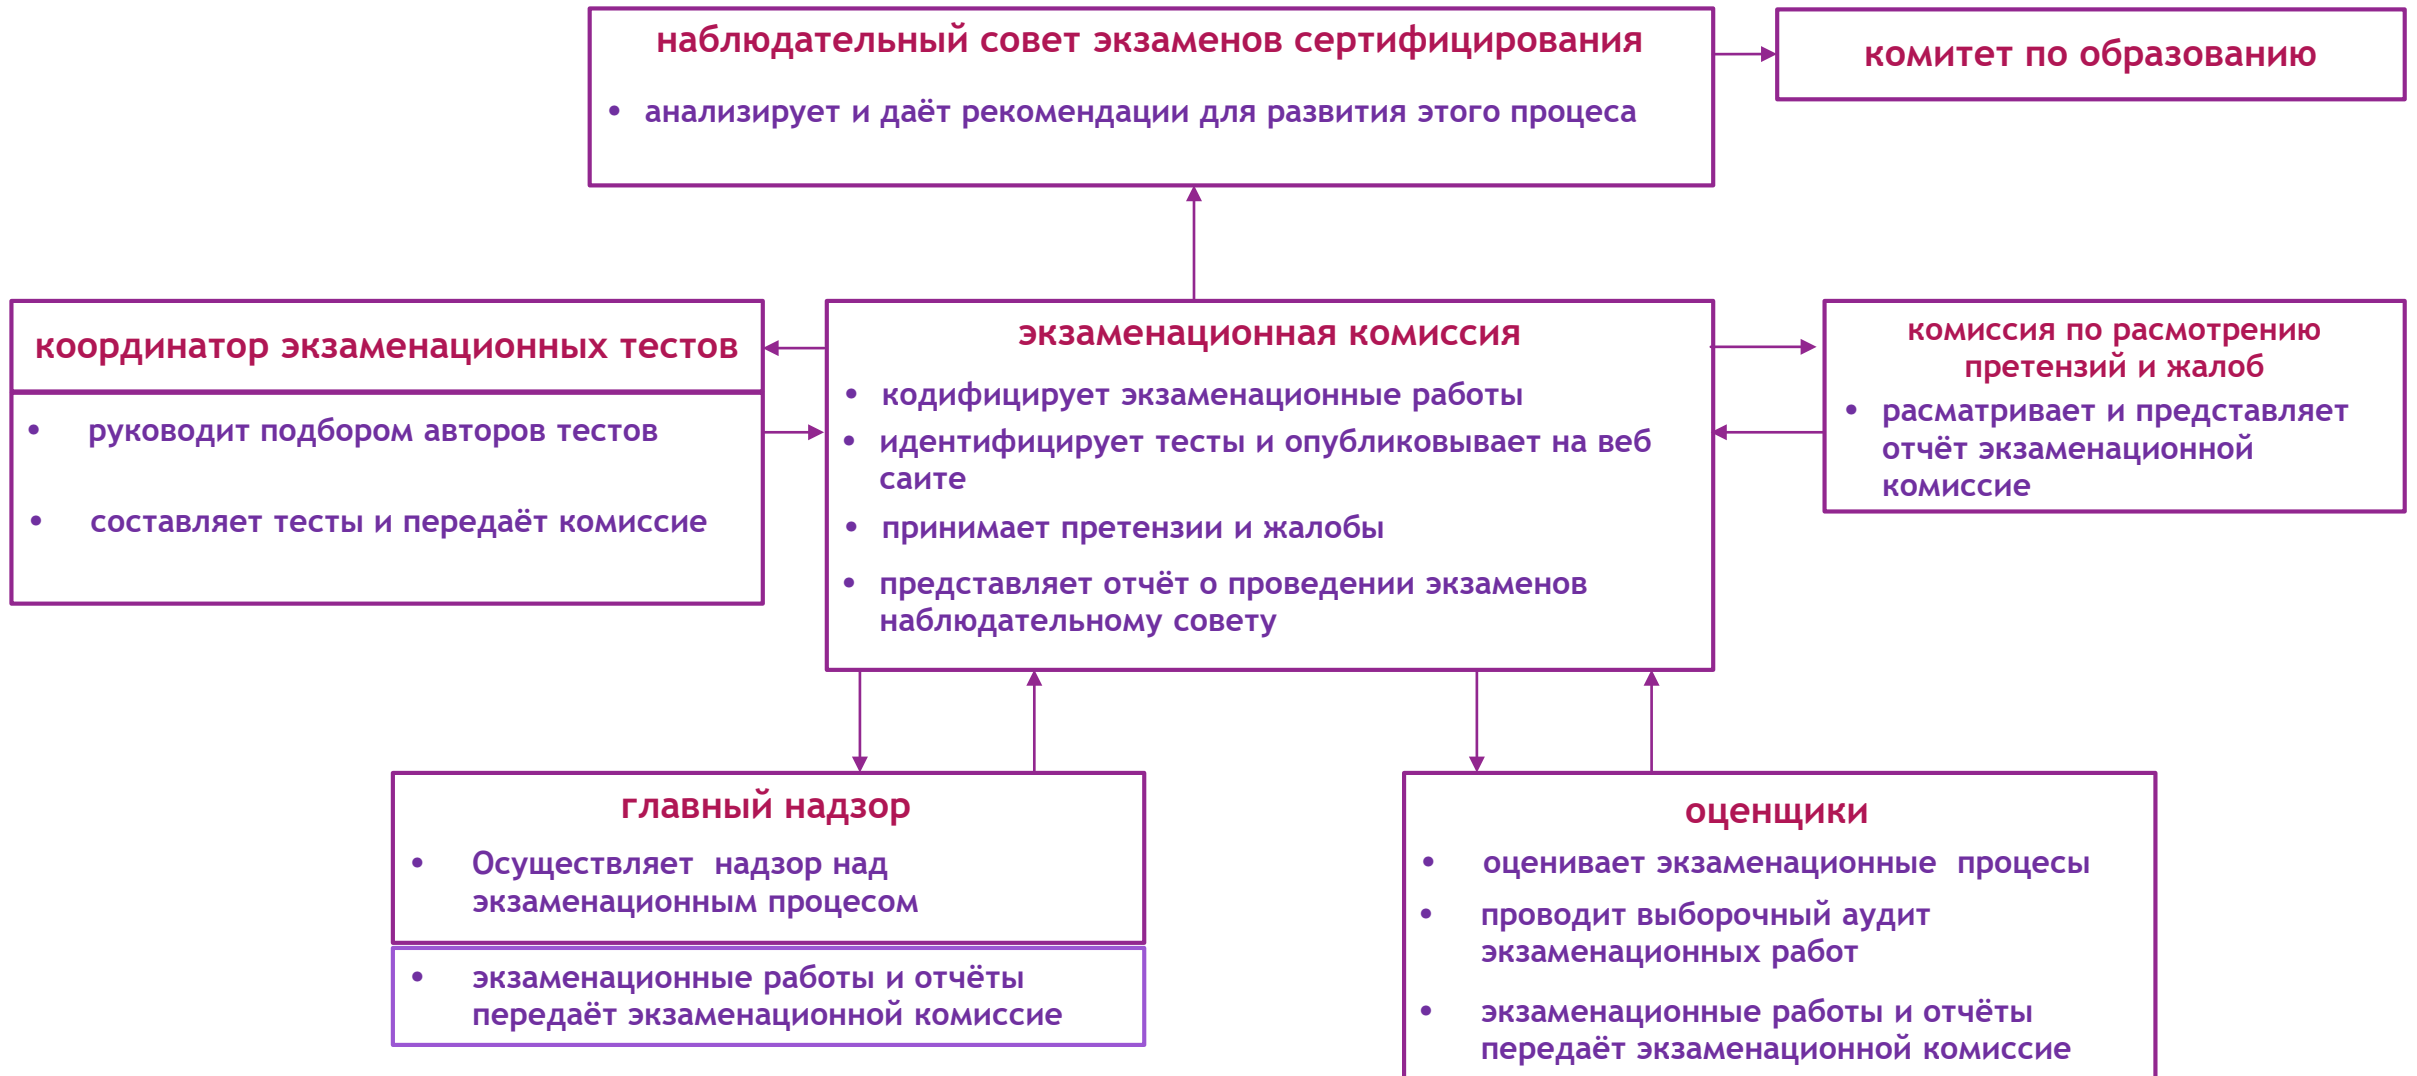 наблюдательный совет экзаменов сертифицирования
• анализирует и даёт рекомендации для развития этого процеса
комитет по образованию
координатор экзаменационных тестов
• руководит подбором авторов тестов
• составляет тесты и передаёт комиссие
экзаменационная комиссия
• кодифицирует экзаменационные работы
• идентифицирует тесты и опубликовывает на веб
саите
• принимает претензии и жалобы
• представляет отчёт о проведении экзаменов
наблюдательному совету
комиссия по расмотрению
претензий и жалоб
• расматривает и представляет
отчёт экзаменационной
комиссие
главный надзор
• Осуществляет надзор над
экзаменационным процесом
• экзаменационные работы и отчёты
передаёт экзаменационной комиссие
оценщики
• оценивает экзаменационные процесы
• проводит выборочный аудит
экзаменационных работ
• экзаменационные работы и отчёты
передаёт экзаменационной комиссие